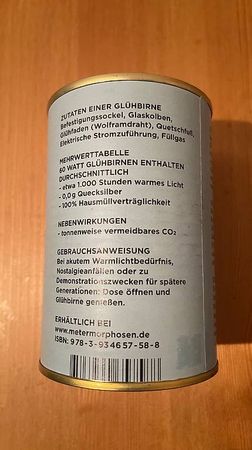 ZUTATEN EINER GLÜHBIRNE
Befestigungssockel, Glaskolben,
Glühfaden (Wolframdraht), Quetschfuß,
Elektrische Stromzuführung, Füllgas
MEHRWERTTABELLE
60 WATT GLÜHBIRNEN ENTHALTEN
DURCHSCHNITTLICH
- etwa 1.000 Stunden warmes Licht
- 0,0 g Quecksilber
- 100% Hausmüllverträglichkeit
NEBENWIRKUNGEN
- tonnenweise vermeidbares CO₂
GEBRAUCHSANWEISUNG
Bei akutem Warmlichtbedürfnis,
Nostalgieanfällen oder zu
Demonstrationszwecken für spätere
Generationen: Dose öffnen und
Glühbirne genießen.
ERHÄLTLICH BEI
www.metermorphosen.de
ISBN: 978-3-934657-58-8